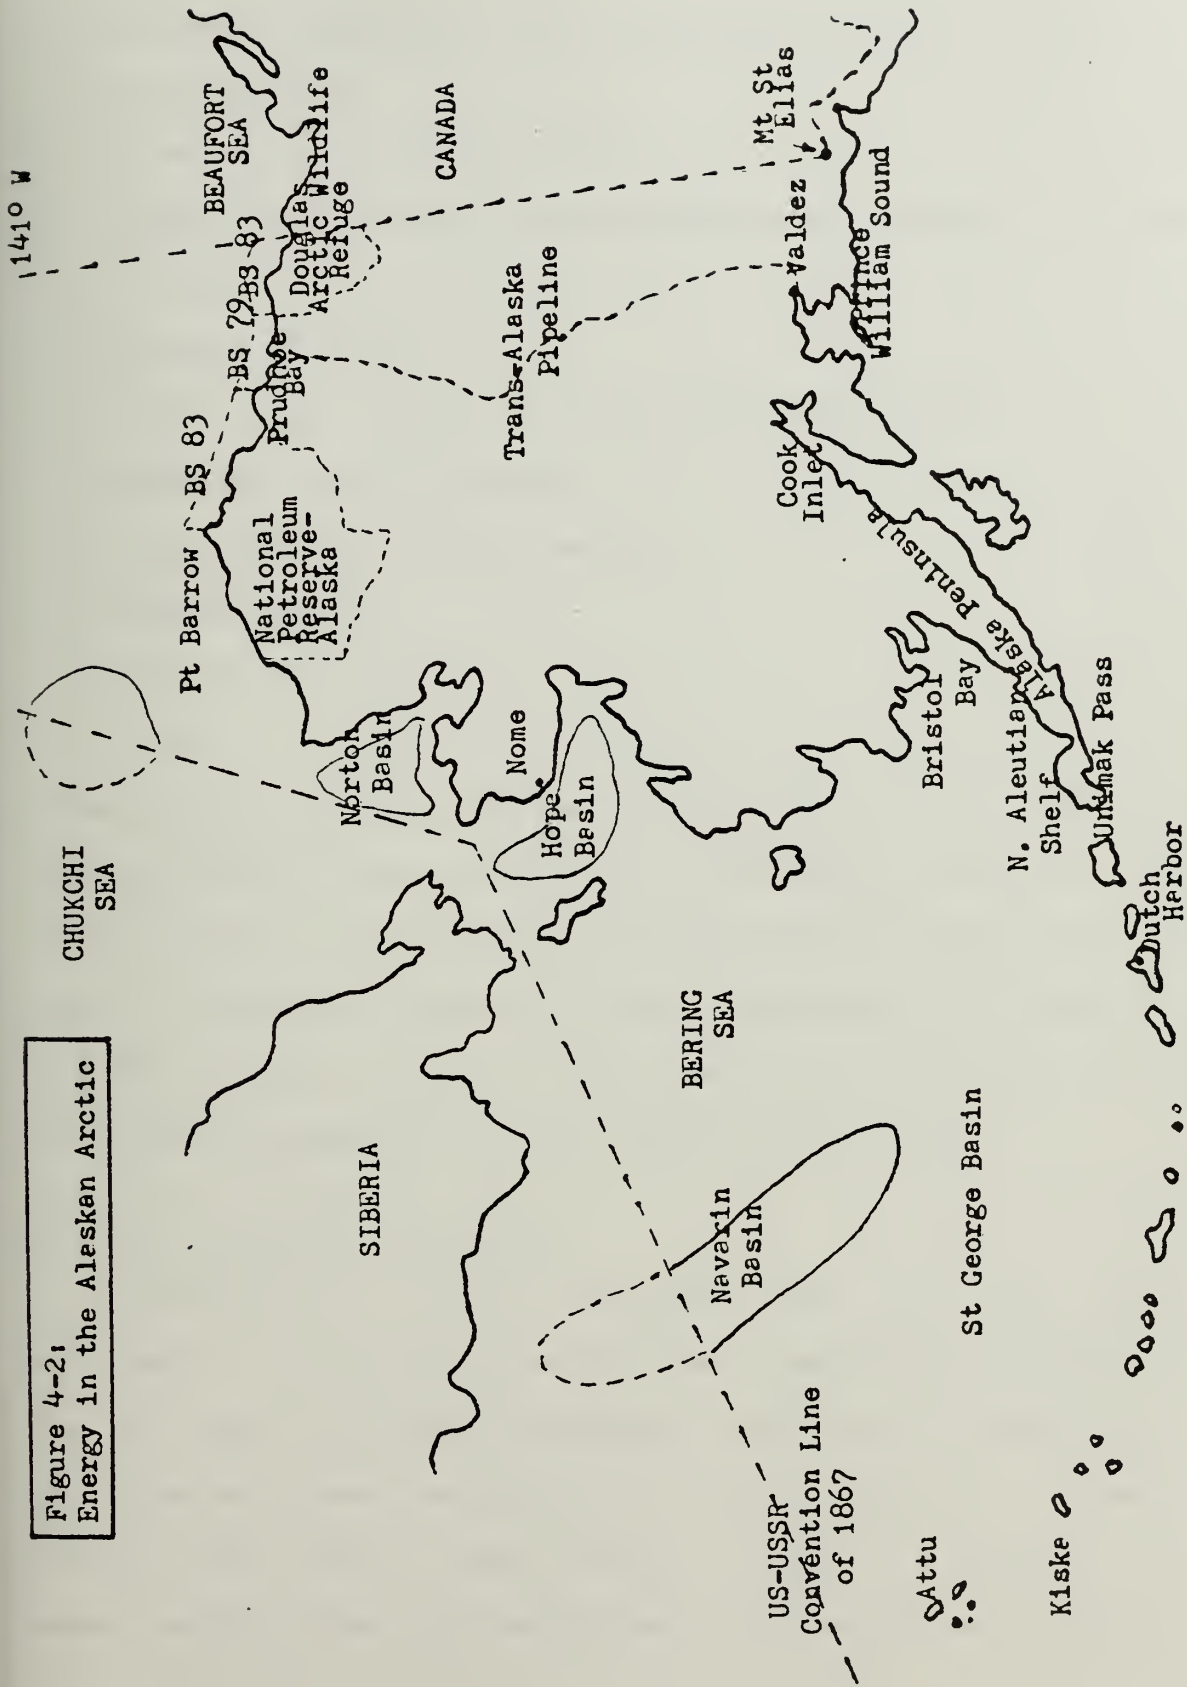 Figure 4-2:
Energy in the Alaskan Arctic
CHUKCHI
SEA
141° W
BEAUFORT
SEA
Pt Barrow
BS 83
BS 79
BS 83
Prudhoe
Bay
Douglas
Arctic Wildlife
Refuge
National
Petroleum
Reserve-
Alaska
CANADA
SIBERIA
Norton
Basin
Nome
Hope
Basin
Trans-Alaska
Pipeline
Mt St
Elias
Valdez
Prince
William Sound
Cook
Inlet
Alaska Peninsula
BERING
SEA
Navarin
Basin
Bristol
Bay
N. Aleutian
Shelf
Unimak Pass
Dutch
Harbor
St George Basin
US-USSR
Convention Line
of 1867
Attu
Kiske